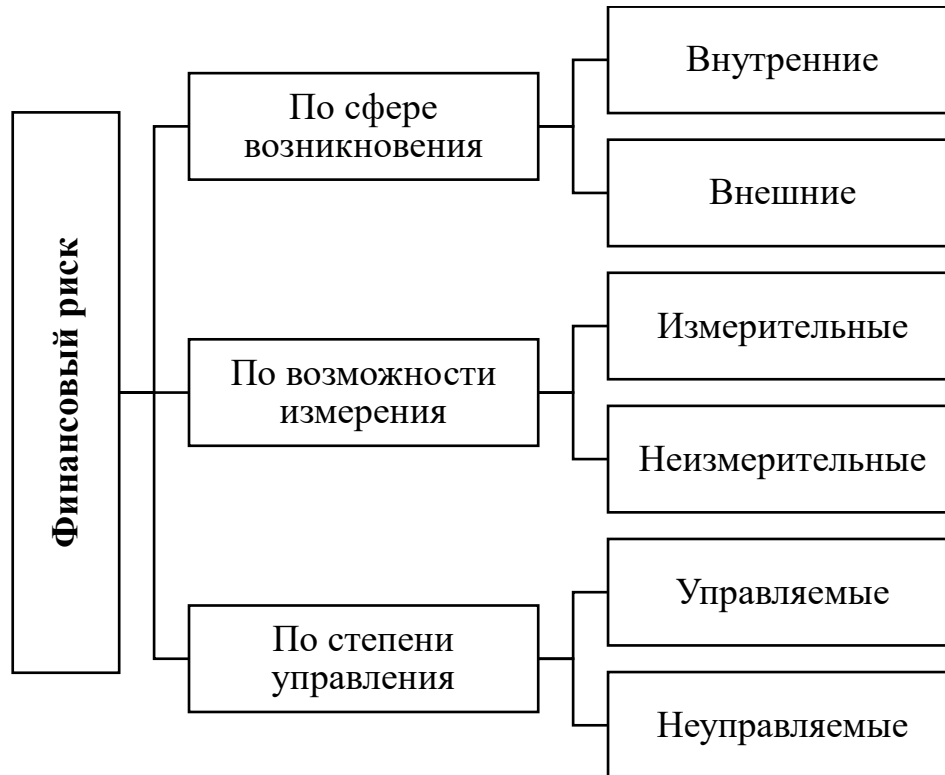 Финансовый риск
По сфере
возникновения
Внутренние
Внешние
По возможности
измерения
Измерительные
Неизмерительные
По степени
управления
Управляемые
Неуправляемые